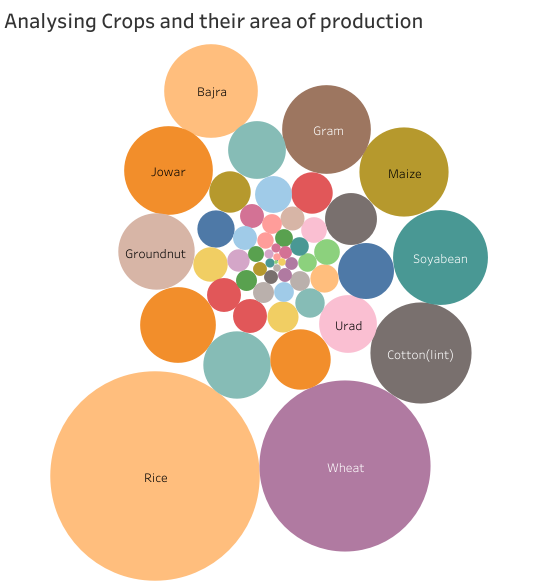 Analysing Crops and their area of production
Bajra
Gram
Jowar
Maize
Groundnut
Soyabean
Urad
Cotton(lint)
Wheat
Rice